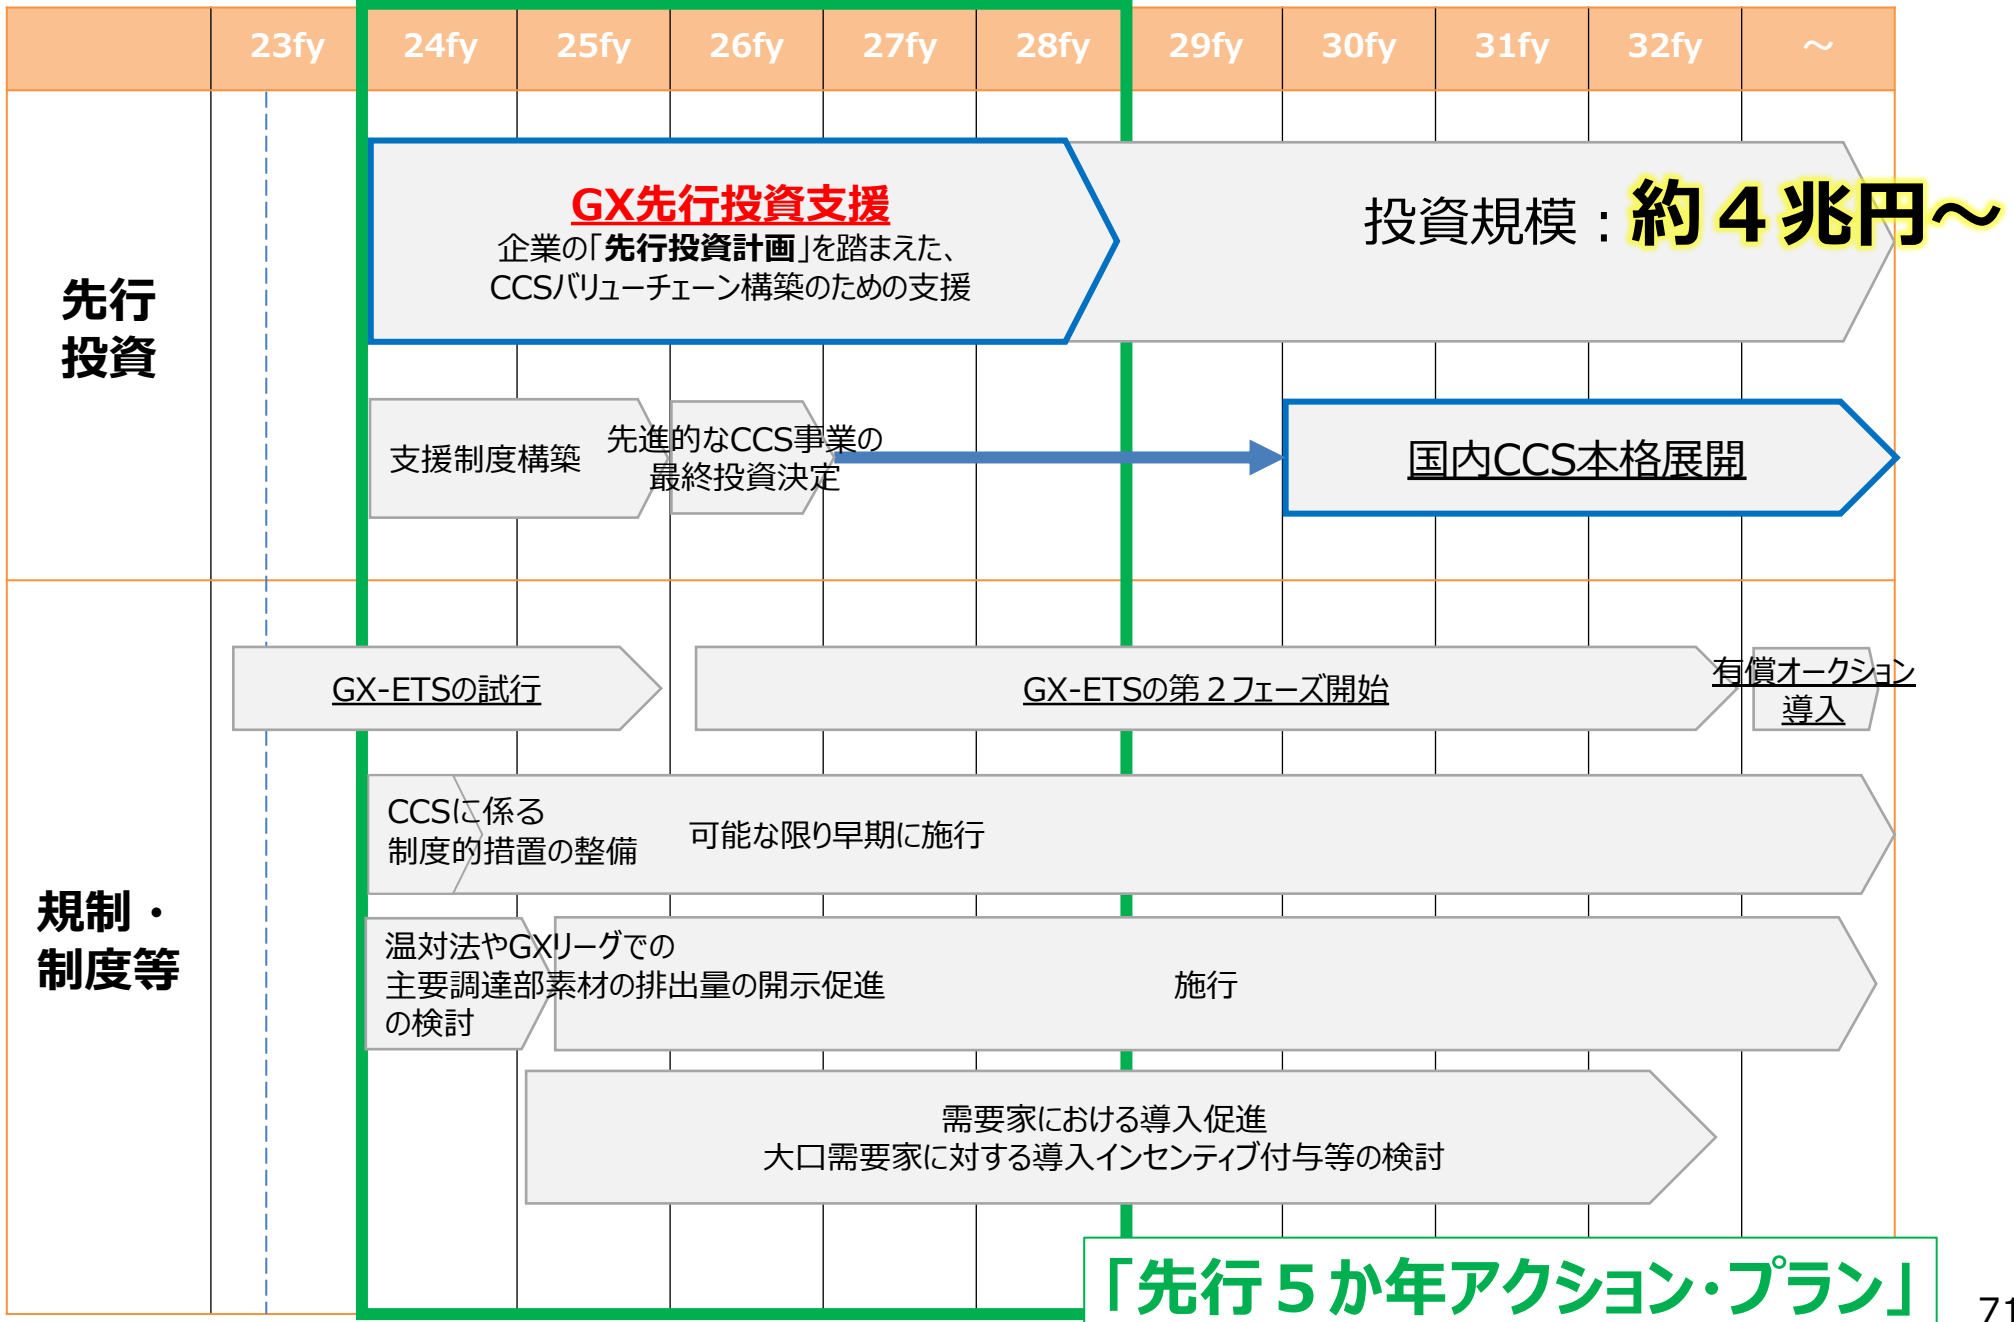 23fy 24fy 25fy 26fy 27fy 28fy 29fy 30fy 31fy 32fy ～
先行
投資
GX先行投資支援
企業の「先行投資計画」を踏まえた、
CCSバリューチェーン構築のための支援
投資規模：約４兆円～
支援制度構築
先進的なCCS事業の
最終投資決定
国内CCS本格展開
規制・
制度等
GX-ETSの試行
GX-ETSの第２フェーズ開始
有償オークション
導入
CCSに係る
制度的措置の整備
可能な限り早期に施行
温対法やGXリーグでの
主要調達部素材の排出量の開示促進
の検討
施行
需要家における導入促進
大口需要家に対する導入インセンティブ付与等の検討
「先行５か年アクション・プラン」
71